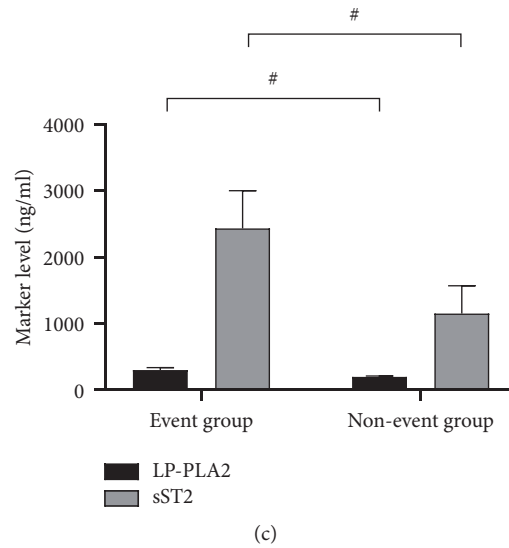 #
#
4000
3000
2000
1000
0
Marker level (ng/ml)
Event group
Non-event group
LP-PLA2
sST2
(c)